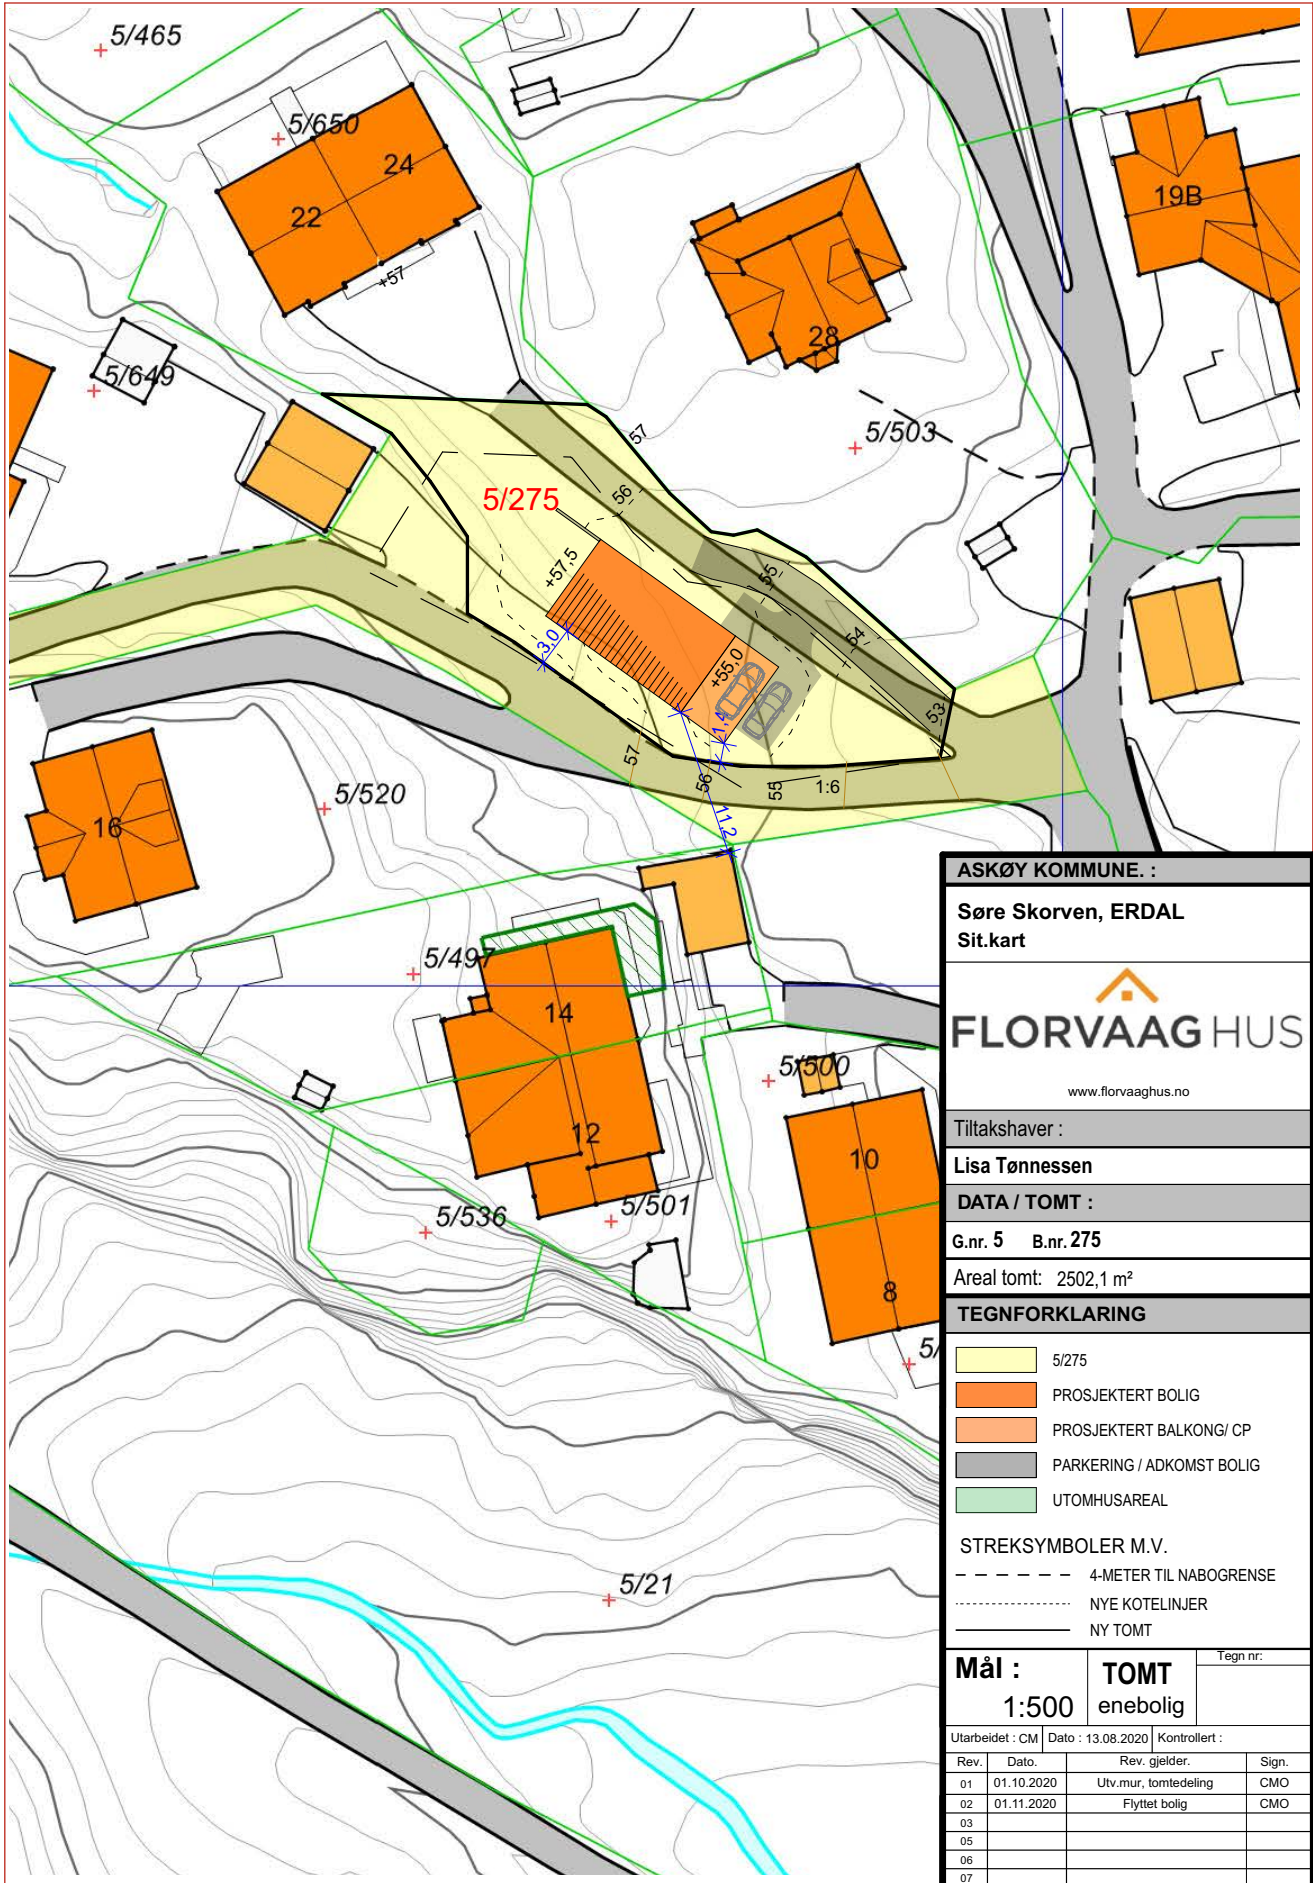 5/465
5/650
24
22
+57
19B
28
5/649
5/503
57
56
5/275
+57,5
55
54
53
3,0
+55,0
1,4
57
56
55
1:6
11,2
5/520
16
5/497
14
12
5/500
10
8
5/536
5/501
5/
5/21
ASKØY KOMMUNE. :
Søre Skorven, ERDAL
Sit.kart
FLORVAAG HUS
www.florvaaghus.no
Tiltakshaver :
Lisa Tønnessen
DATA / TOMT :
G.nr. 5 B.nr. 275
Areal tomt: 2502,1 m²
TEGNFORKLARING
5/275
PROSJEKTERT BOLIG
PROSJEKTERT BALKONG/ CP
PARKERING / ADKOMST BOLIG
UTOMHUSAREAL
STREKSYMBOLER M.V.
4-METER TIL NABOGRENSE
NYE KOTELINJER
NY TOMT
Mål : TOMT Tegn nr:
1:500 enebolig
Utarbeidet : CM Dato : 13.08.2020 Kontrollert :
Rev. Dato. Rev. gjelder. Sign.
01 01.10.2020 Utv.mur, tomtedeling CMO
02 01.11.2020 Flyttet bolig CMO
03
05
06
07